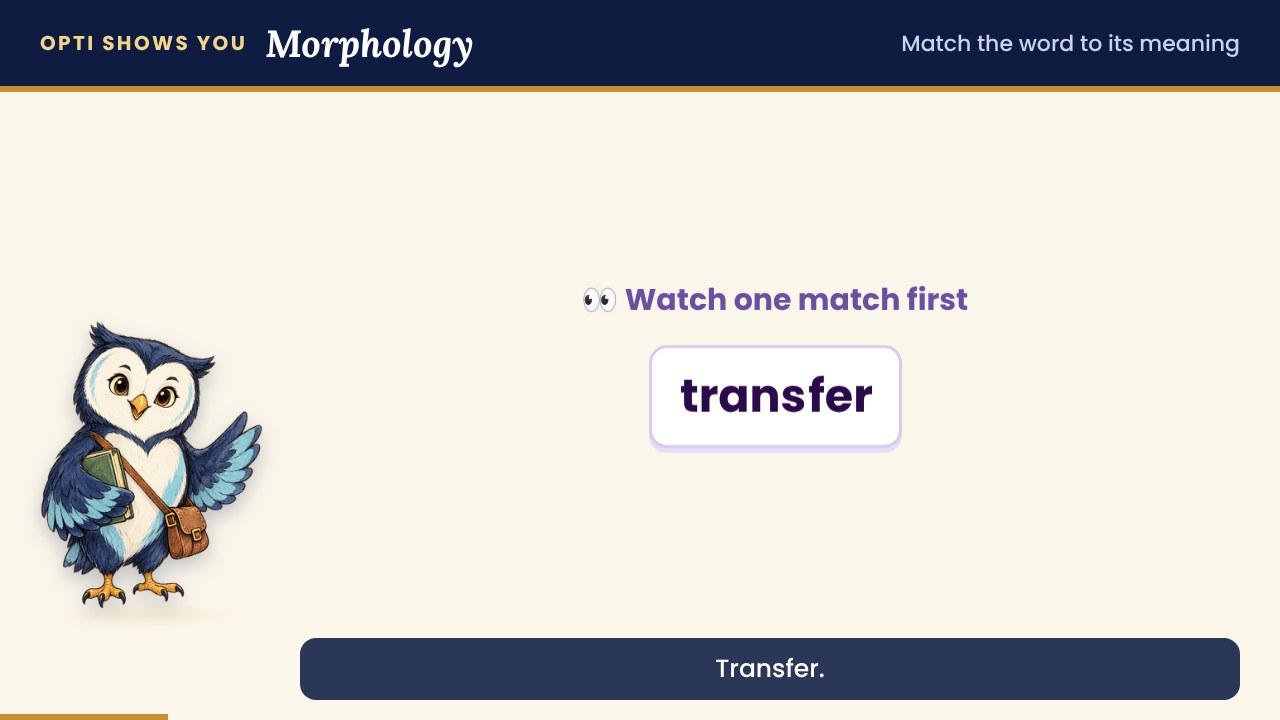 OPTI SHOWS YOU Morphology
Match the word to its meaning
👀 Watch one match first
transfer
Transfer.